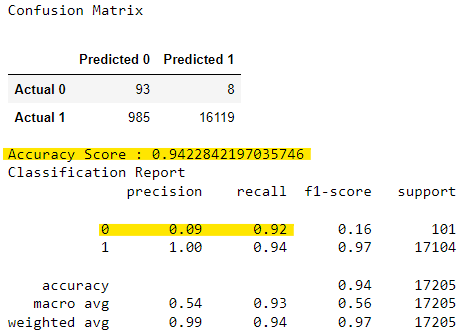 Confusion Matrix
Predicted 0 Predicted 1
Actual 0 93 8
Actual 1 985 16119
Accuracy Score : 0.9422842197035746
Classification Report
precision recall f1-score support
0 0.09 0.92 0.16 101
1 1.00 0.94 0.97 17104
accuracy 0.94 17205
macro avg 0.54 0.93 0.56 17205
weighted avg 0.99 0.94 0.97 17205